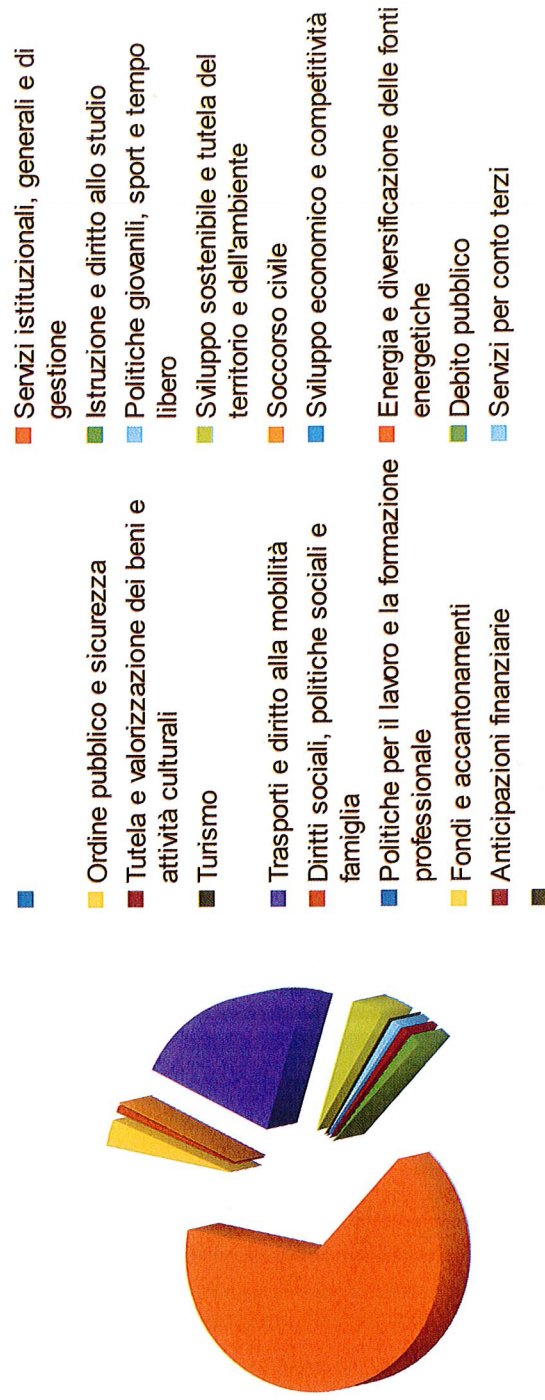 Servizi istituzionali, generali e di
gestione
Ordine pubblico e sicurezza
Istruzione e diritto allo studio
Tutela e valorizzazione dei beni e
attività culturali
Politiche giovanili, sport e tempo
libero
Turismo
Sviluppo sostenibile e tutela del
territorio e dell'ambiente
Trasporti e diritto alla mobilità
Soccorso civile
Diritti sociali, politiche sociali e
famiglia
Sviluppo economico e competitività
Politiche per il lavoro e la formazione
professionale
Energia e diversificazione delle fonti
energetiche
Fondi e accantonamenti
Debito pubblico
Anticipazioni finanziarie
Servizi per conto terzi